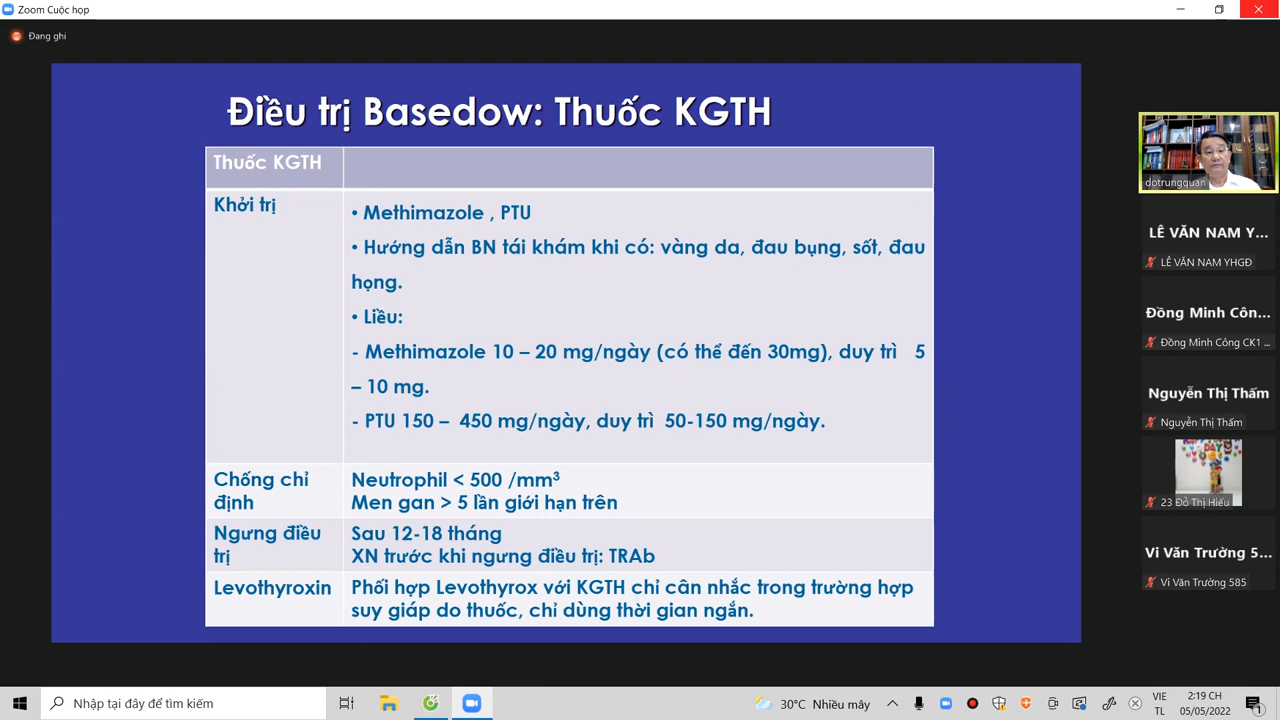 Zoom Cuộc họp
Đang ghi
Điều trị Basedow: Thuốc KGTH
Thuốc KGTH
Khởi trị
• Methimazole , PTU
• Hướng dẫn BN tái khám khi có: vàng da, đau bụng, sốt, đau
họng.
• Liều:
- Methimazole 10 – 20 mg/ngày (có thể đến 30mg), duy trì 5
– 10 mg.
- PTU 150 – 450 mg/ngày, duy trì 50-150 mg/ngày.
Chống chỉ
định
Neutrophil < 500 /mm³
Men gan > 5 lần giới hạn trên
Ngưng điều
trị
Sau 12-18 tháng
XN trước khi ngưng điều trị: TRAb
Levothyroxin
Phối hợp Levothyrox với KGTH chỉ cân nhắc trong trường hợp
suy giáp do thuốc, chỉ dùng thời gian ngắn.
dotrungquan
LÊ VĂN NAM Y...
LÊ VĂN NAM YHGĐ
Đồng Minh Côn...
Đồng Minh Công CK1 ...
Nguyễn Thị Thấm
Nguyễn Thị Thấm
23 Đỗ Thị Hiếu
Vi Văn Trường 5...
Vi Văn Trường 585
Nhập tại đây để tìm kiếm
30°C Nhiều mây
VIE
TL
2:19 CH
05/05/2022
1